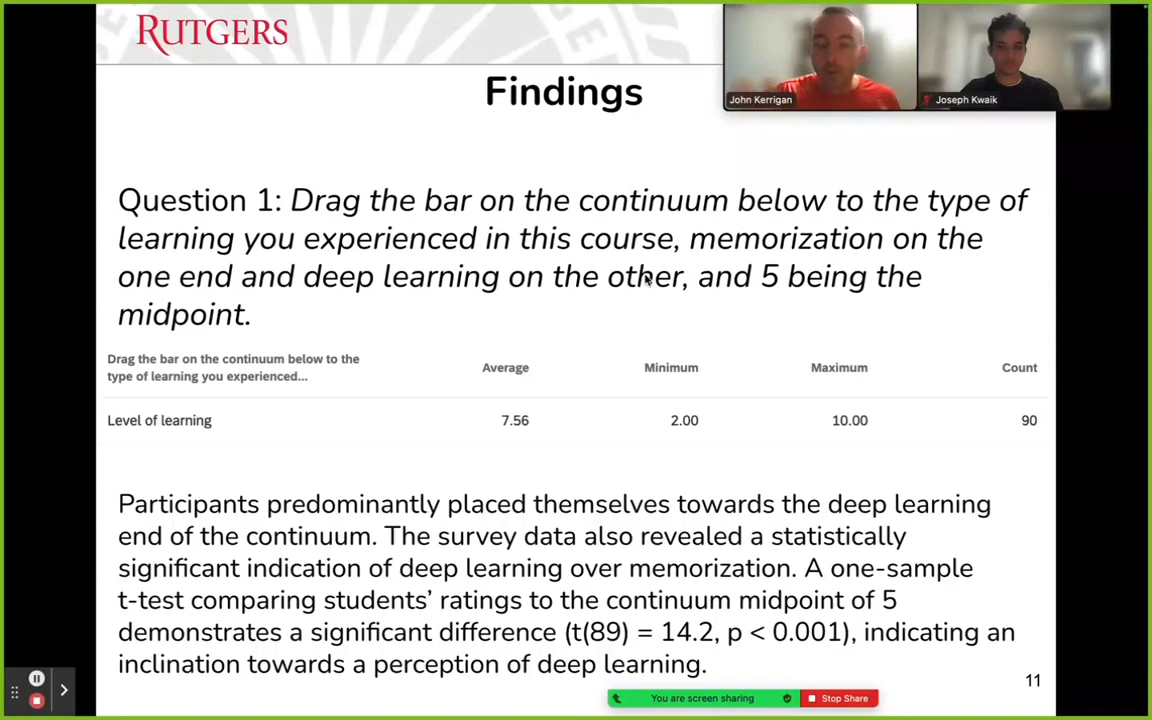 RUTGERS
John Kerrigan
Joseph Kwaik
Findings
Question 1: Drag the bar on the continuum below to the type of
learning you experienced in this course, memorization on the
one end and deep learning on the other, and 5 being the
midpoint.
Drag the bar on the continuum below to the
type of learning you experienced...
Average Minimum Maximum Count
Level of learning 7.56 2.00 10.00 90
Participants predominantly placed themselves towards the deep learning
end of the continuum. The survey data also revealed a statistically
significant indication of deep learning over memorization. A one-sample
t-test comparing students’ ratings to the continuum midpoint of 5
demonstrates a significant difference (t(89) = 14.2, p < 0.001), indicating an
inclination towards a perception of deep learning.
11
You are screen sharing
Stop Share